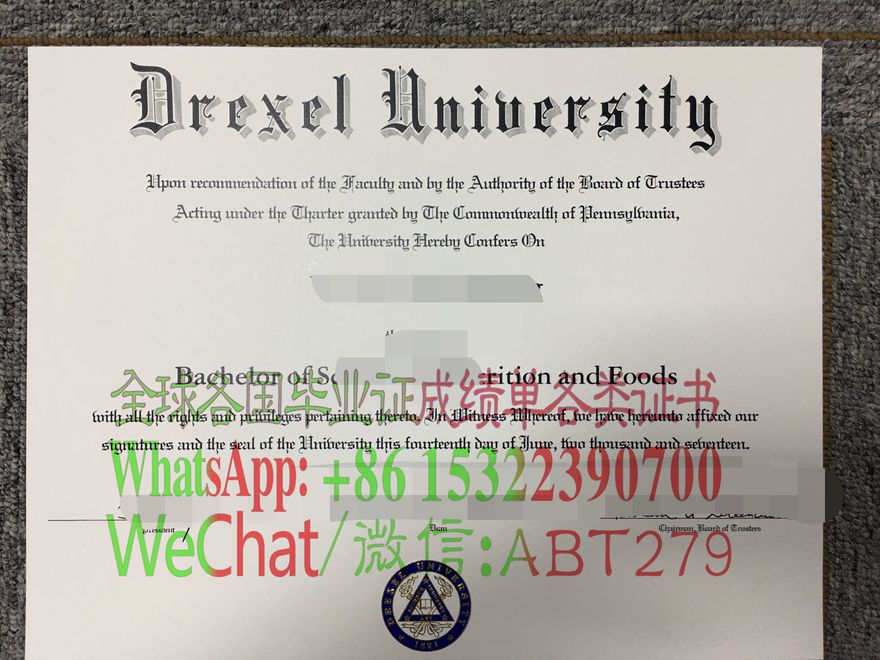 Drexel University
Upon recommendation of the Faculty and by the Authority of the Board of Trustees
Acting under the Charter granted by The Commonwealth of Pennsylvania,
The University Hereby Confers On
Bachelor of Sc rition and Foods
全球各国毕业证成绩单各类证书
with all the rights and privileges pertaining thereto. In Witness Whereof, we have hereunto affixed our
signatures and the seal of the University this fourteenth day of June, two thousand and seventeen.
WhatsApp: +86 15322390700
Dean Chairman, Board of Trustees
WeChat/微信:ABT279
DREXEL UNIVERSITY
1891